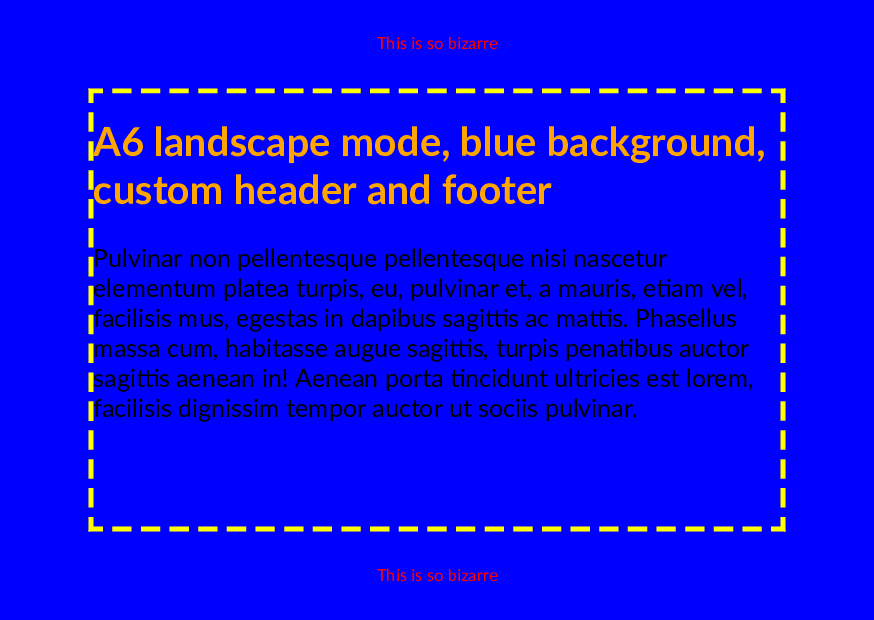 This is so bizarre
A6 landscape mode, blue background,
custom header and footer
Pulvinar non pellentesque pellentesque nisi nascetur
elementum platea turpis, eu, pulvinar et, a mauris, etiam vel,
facilisis mus, egestas in dapibus sagittis ac mattis. Phasellus
massa cum, habitasse augue sagittis, turpis penatibus auctor
sagittis aenean in! Aenean porta tincidunt ultricies est lorem,
facilisis dignissim tempor auctor ut sociis pulvinar.
This is so bizarre